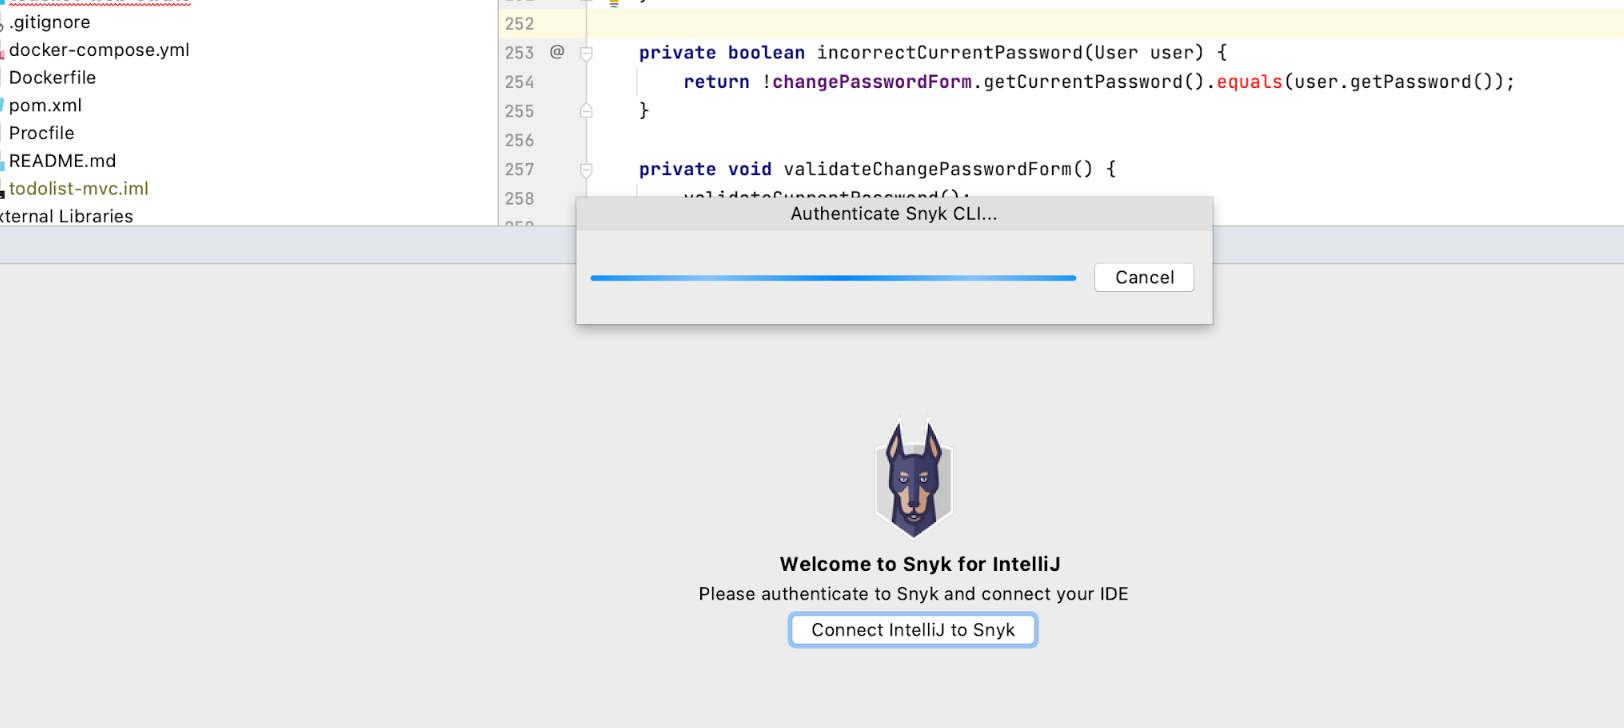 .gitignore
docker-compose.yml
Dockerfile
pom.xml
Procfile
README.md
todolist-mvc.iml
xternal Libraries
252
253 @ private boolean incorrectCurrentPassword(User user) {
254 return !changePasswordForm.getCurrentPassword().equals(user.getPassword());
255 }
256
257 private void validateChangePasswordForm() {
258 validateCurrentPassword();
Authenticate Snyk CLI...
Cancel
Welcome to Snyk for IntelliJ
Please authenticate to Snyk and connect your IDE
Connect IntelliJ to Snyk